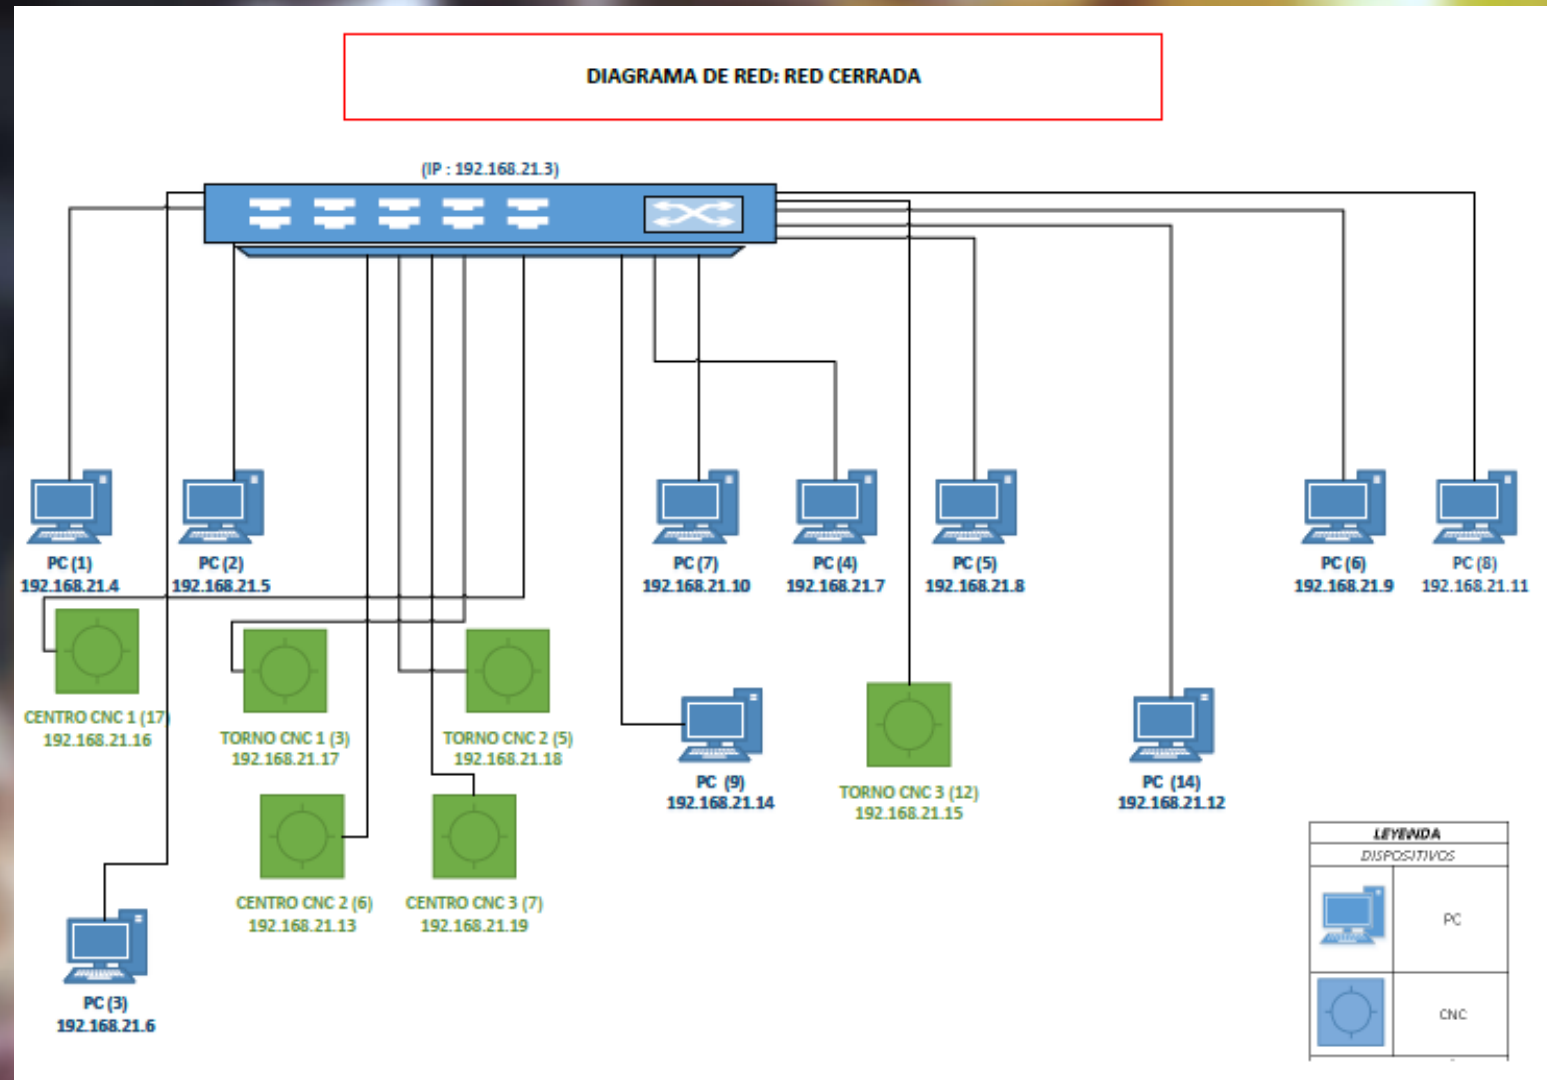 DIAGRAMA DE RED: RED CERRADA
(IP : 192.168.21.3)
PC (1)
192.168.21.4
PC (2)
192.168.21.5
PC (7)
192.168.21.10
PC (4)
192.168.21.7
PC (5)
192.168.21.8
PC (6)
192.168.21.9
PC (8)
192.168.21.11
CENTRO CNC 1 (17)
192.168.21.16
TORNO CNC 1 (3)
192.168.21.17
TORNO CNC 2 (5)
192.168.21.18
PC (9)
192.168.21.14
TORNO CNC 3 (12)
192.168.21.15
PC (14)
192.168.21.12
CENTRO CNC 2 (6)
192.168.21.13
CENTRO CNC 3 (7)
192.168.21.19
PC (3)
192.168.21.6
LEYENDA
DISPOSITIVOS
PC
CNC